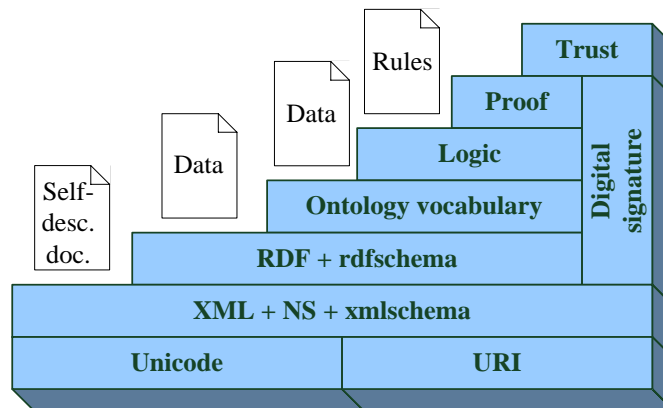 Trust
Rules
Proof
Data
Logic
Digital
signature
Data
Ontology vocabulary
Self-
desc.
doc.
RDF + rdfschema
XML + NS + xmlschema
Unicode
URI